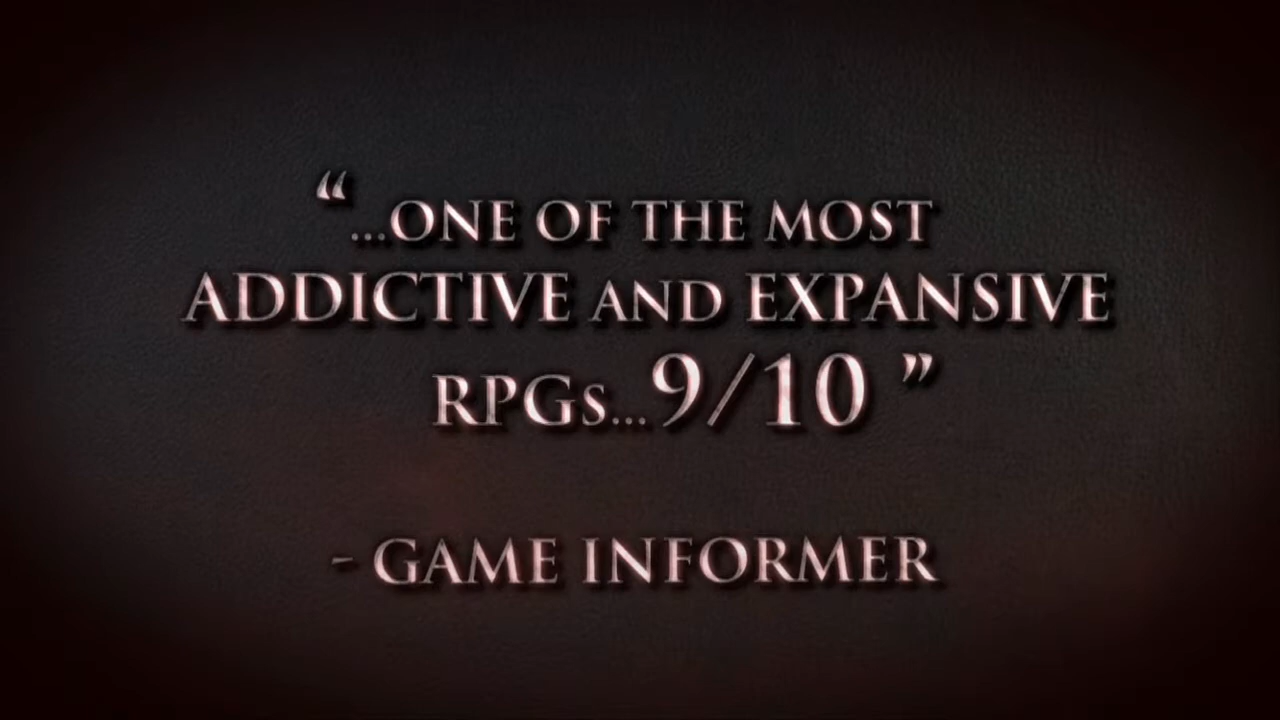 “...ONE OF THE MOST
ADDICTIVE AND EXPANSIVE
RPGS...9/10 ”
- GAME INFORMER